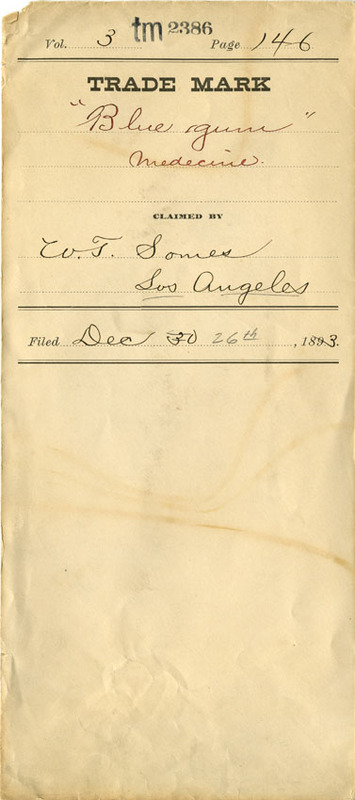 Vol. 3 tm 2386 Page 146
TRADE MARK
"Blue gum"
Medecine.
CLAIMED BY
W. T. Somes
Los Angeles
Filed Dec 30 26th, 1893.